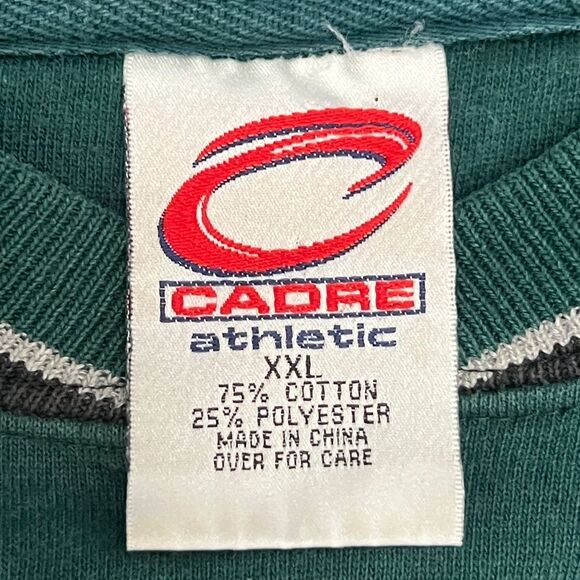 CADRE
athletic
XXL
75% COTTON
25% POLYESTER
MADE IN CHINA
OVER FOR CARE